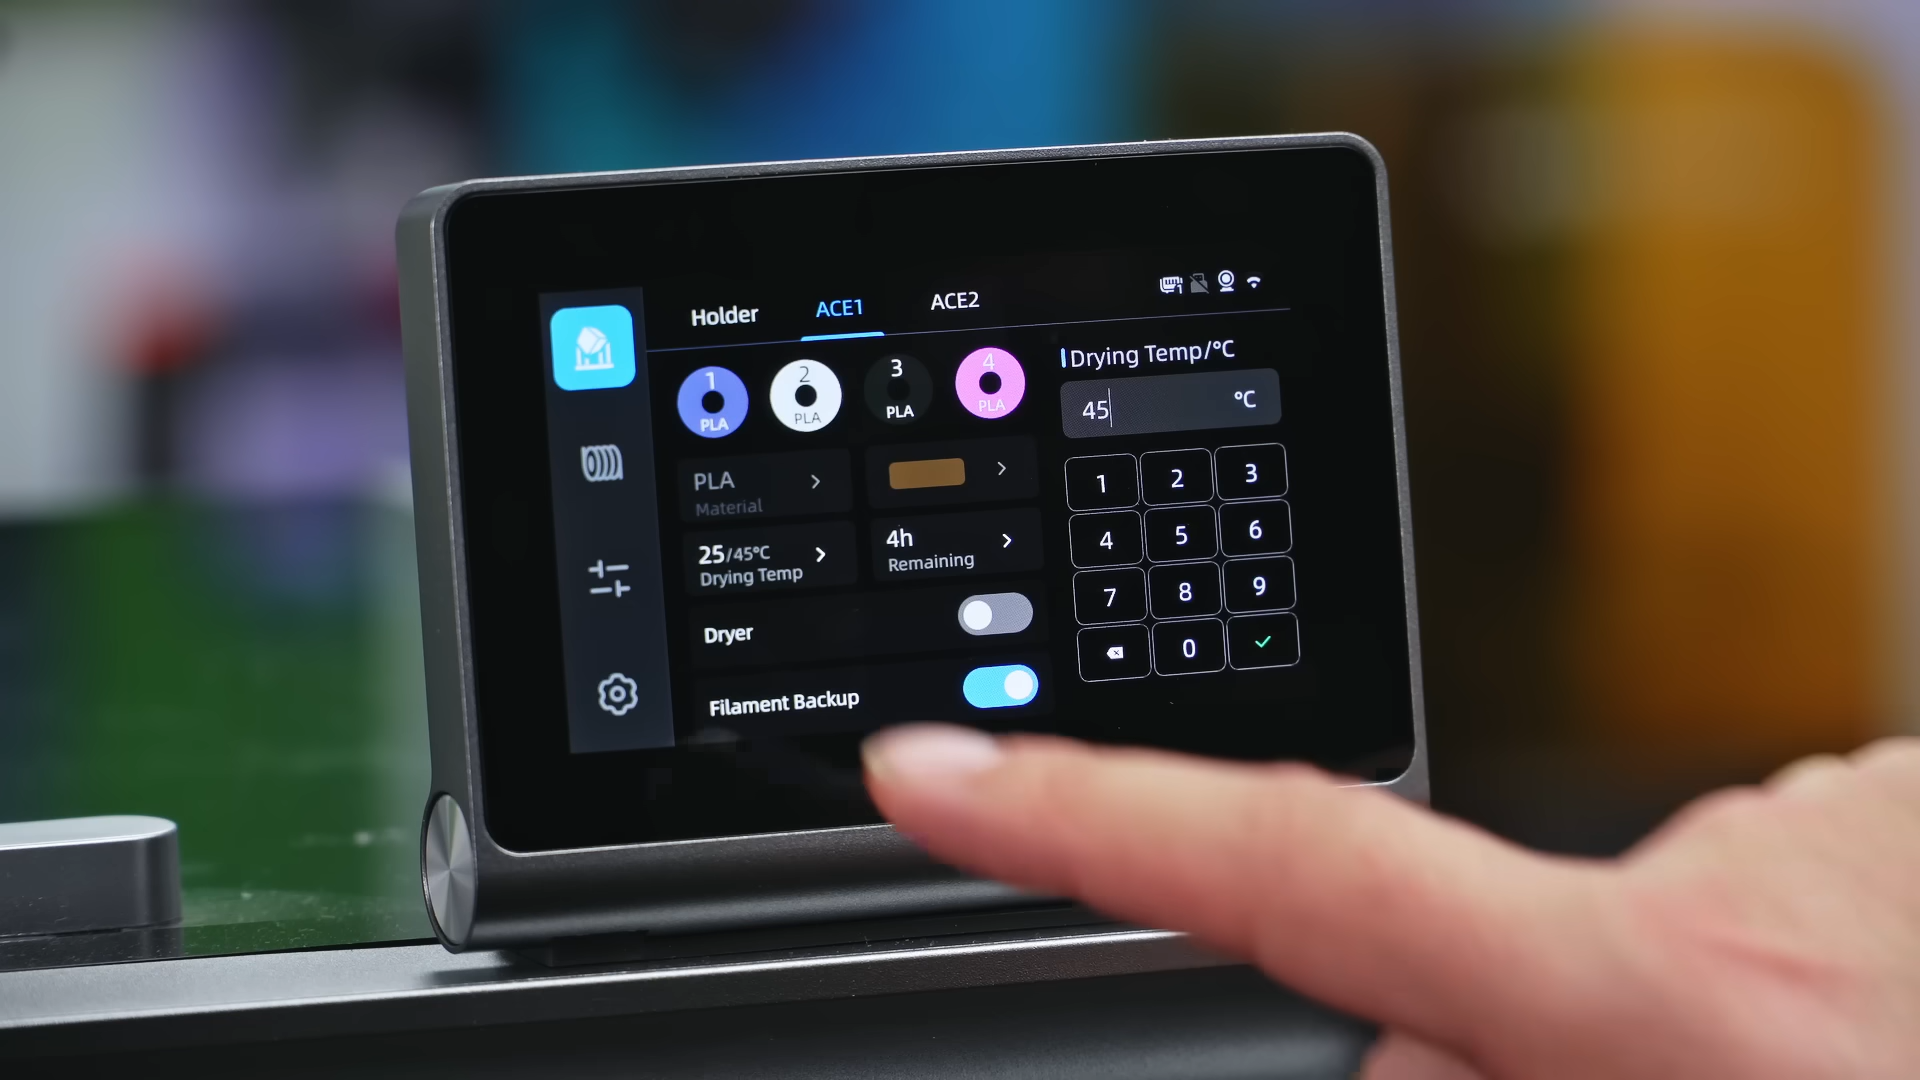 Holder ACE1 ACE2
1
1 2 3 4
PLA PLA PLA PLA
PLA
Material
25/45°C
Drying Temp
4h
Remaining
Dryer
Filament Backup
Drying Temp/°C
45 °C
1 2 3
4 5 6
7 8 9
0